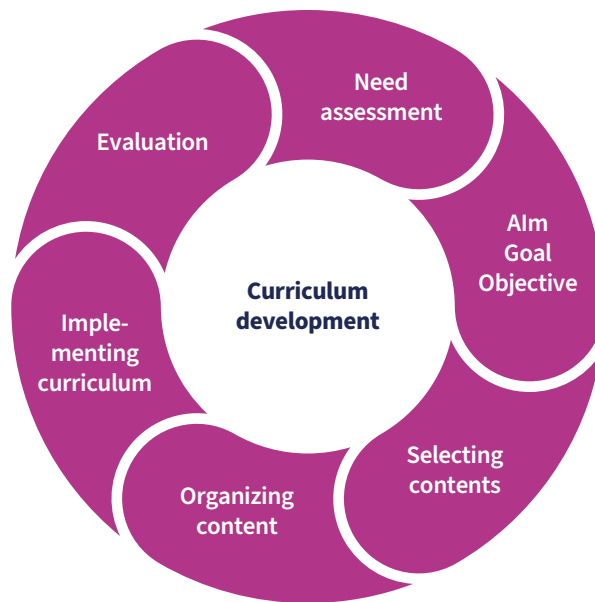 Need
assessment
AIm
Goal
Objective
Selecting
contents
Organizing
content
Imple-
menting
curriculum
Evaluation
Curriculum
development